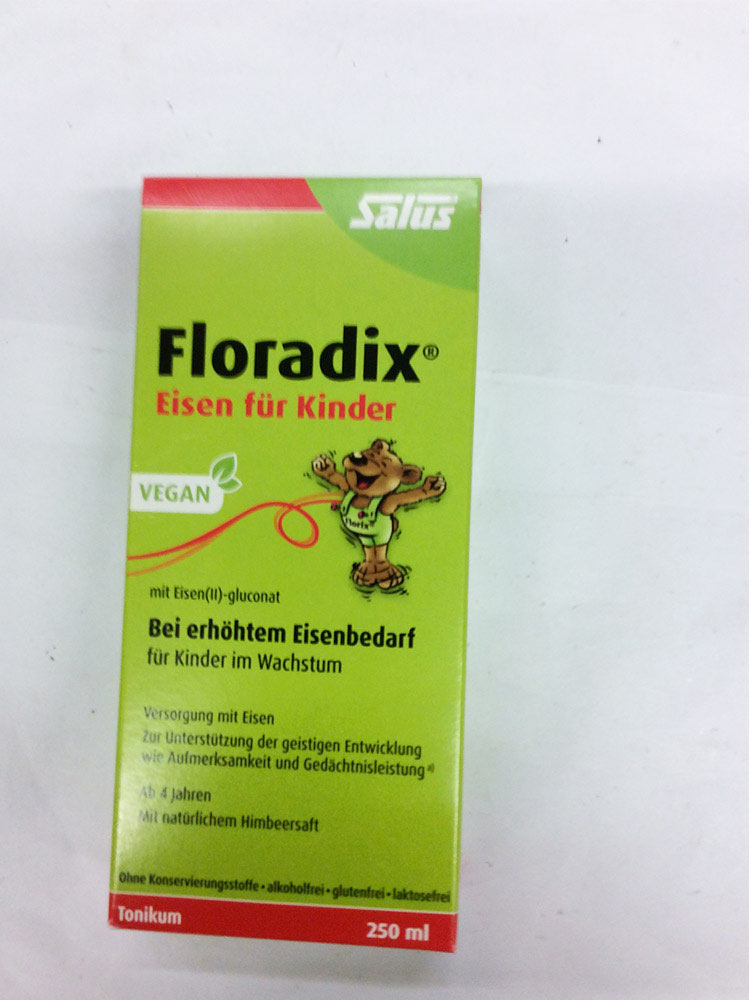 Salus
Floradix®
Eisen für Kinder
VEGAN
Florix
mit Eisen(II)-gluconat
Bei erhöhtem Eisenbedarf
für Kinder im Wachstum
Versorgung mit Eisen
Zur Unterstützung der geistigen Entwicklung
wie Aufmerksamkeit und Gedächtnisleistung a)
Ab 4 Jahren
Mit natürlichem Himbeersaft
Ohne Konservierungsstoffe • alkoholfrei • glutenfrei • laktosefrei
Tonikum
250 ml